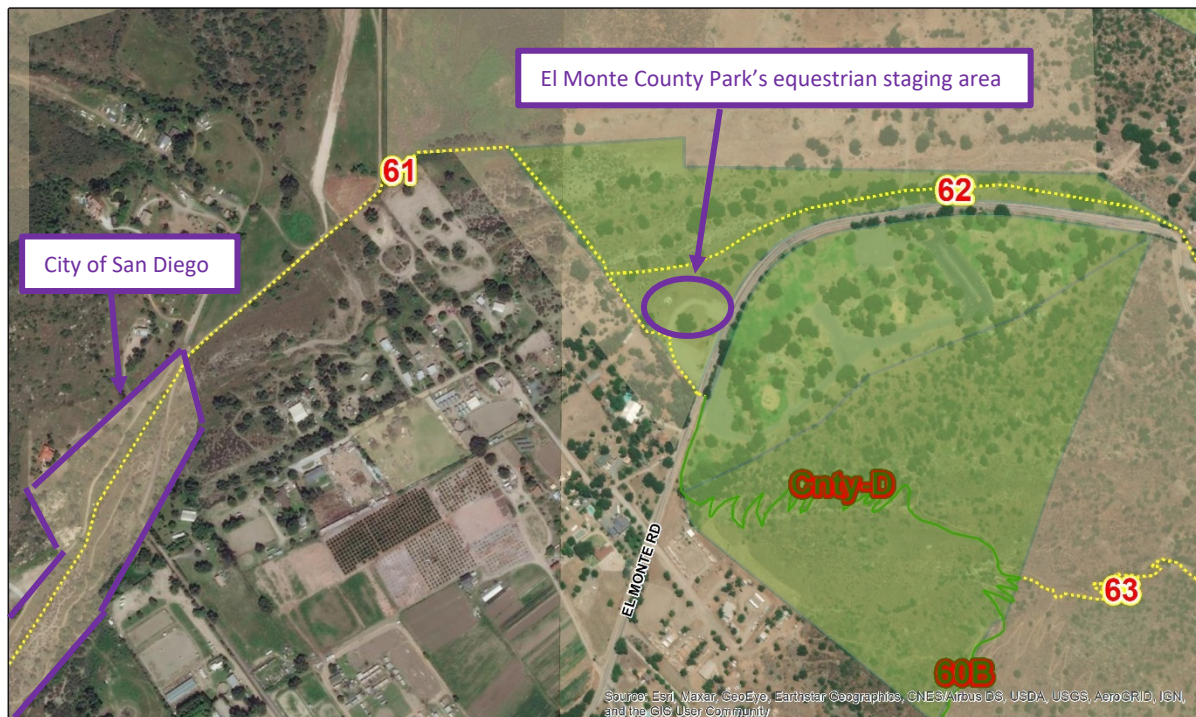 El Monte County Park's equestrian staging area
61
62
City of San Diego
Cnty-D
EL MONTE RD
63
60B
Source: Esri, Maxar, GeoEye, Earthstar Geographics, CNES/Airbus DS, USDA, USGS, AeroGRID, IGN,
and the GIS User Community